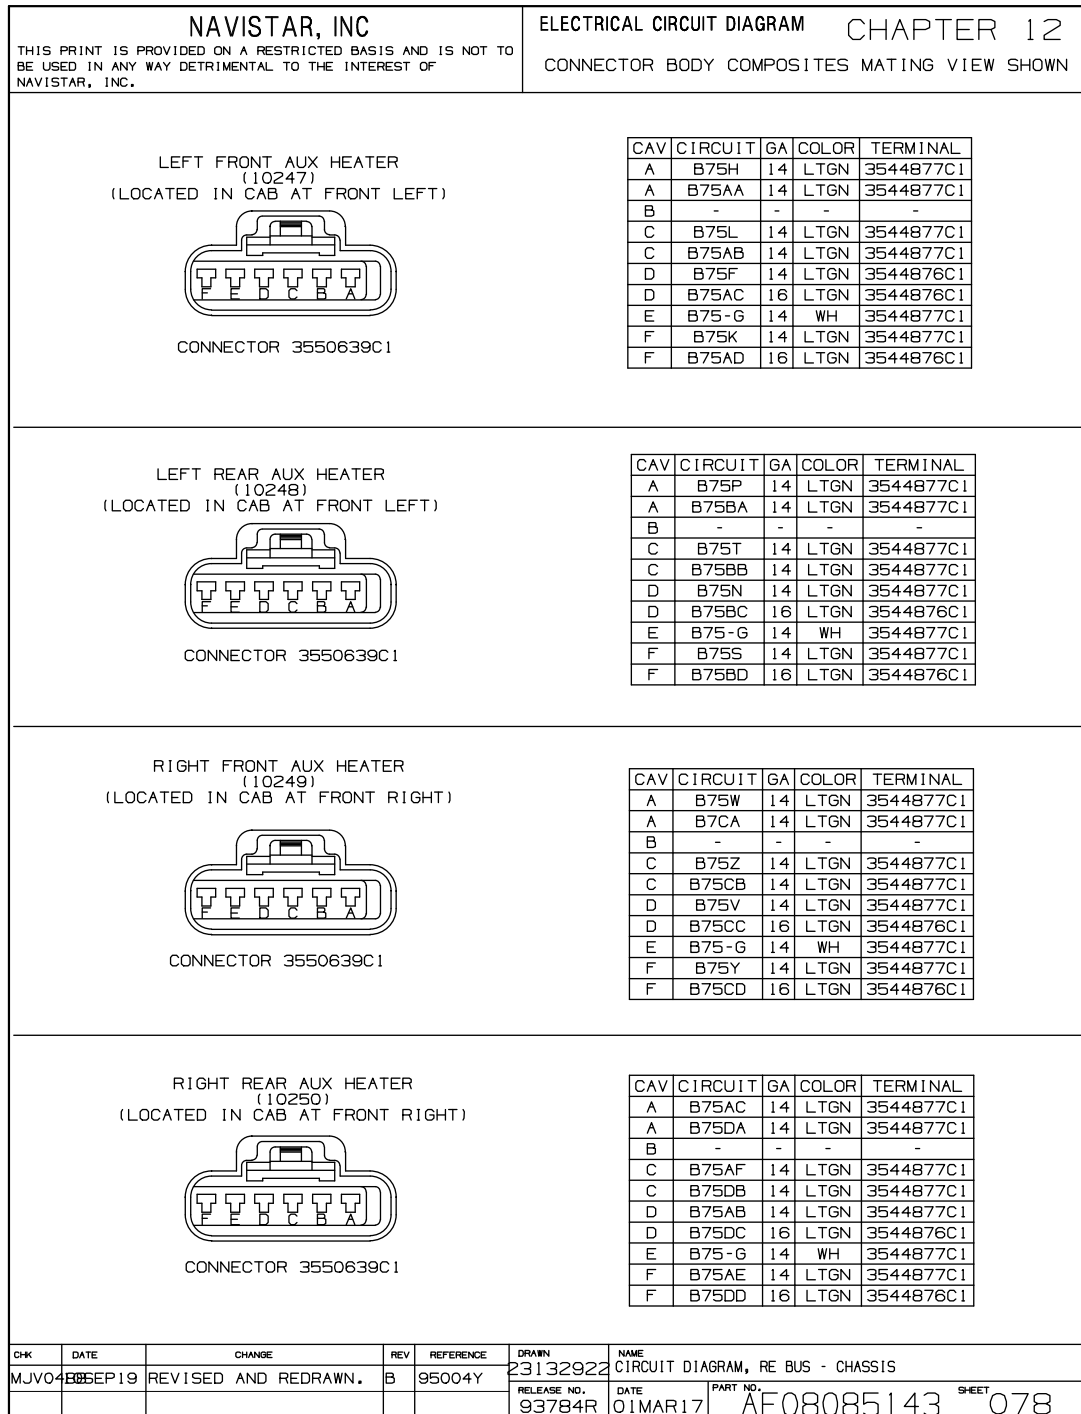 NAVISTAR, INC
THIS PRINT IS PROVIDED ON A RESTRICTED BASIS AND IS NOT TO
BE USED IN ANY WAY DETRIMENTAL TO THE INTEREST OF
NAVISTAR, INC.
ELECTRICAL CIRCUIT DIAGRAM CHAPTER 12
CONNECTOR BODY COMPOSITES MATING VIEW SHOWN
LEFT FRONT AUX HEATER
(10247)
(LOCATED IN CAB AT FRONT LEFT)
F E D C B A
CONNECTOR 3550639C1
CAV CIRCUIT GA COLOR TERMINAL
A B75H 14 LTGN 3544877C1
A B75AA 14 LTGN 3544877C1
B - - - -
C B75L 14 LTGN 3544877C1
C B75AB 14 LTGN 3544877C1
D B75F 14 LTGN 3544876C1
D B75AC 16 LTGN 3544876C1
E B75-G 14 WH 3544877C1
F B75K 14 LTGN 3544877C1
F B75AD 16 LTGN 3544876C1
LEFT REAR AUX HEATER
(10248)
(LOCATED IN CAB AT FRONT LEFT)
F E D C B A
CONNECTOR 3550639C1
CAV CIRCUIT GA COLOR TERMINAL
A B75P 14 LTGN 3544877C1
A B75BA 14 LTGN 3544877C1
B - - - -
C B75T 14 LTGN 3544877C1
C B75BB 14 LTGN 3544877C1
D B75N 14 LTGN 3544877C1
D B75BC 16 LTGN 3544876C1
E B75-G 14 WH 3544877C1
F B75S 14 LTGN 3544877C1
F B75BD 16 LTGN 3544876C1
RIGHT FRONT AUX HEATER
(10249)
(LOCATED IN CAB AT FRONT RIGHT)
F E D C B A
CONNECTOR 3550639C1
CAV CIRCUIT GA COLOR TERMINAL
A B75W 14 LTGN 3544877C1
A B7CA 14 LTGN 3544877C1
B - - - -
C B75Z 14 LTGN 3544877C1
C B75CB 14 LTGN 3544877C1
D B75V 14 LTGN 3544877C1
D B75CC 16 LTGN 3544876C1
E B75-G 14 WH 3544877C1
F B75Y 14 LTGN 3544877C1
F B75CD 16 LTGN 3544876C1
RIGHT REAR AUX HEATER
(10250)
(LOCATED IN CAB AT FRONT RIGHT)
F E D C B A
CONNECTOR 3550639C1
CAV CIRCUIT GA COLOR TERMINAL
A B75AC 14 LTGN 3544877C1
A B75DA 14 LTGN 3544877C1
B - - - -
C B75AF 14 LTGN 3544877C1
C B75DB 14 LTGN 3544877C1
D B75AB 14 LTGN 3544877C1
D B75DC 16 LTGN 3544876C1
E B75-G 14 WH 3544877C1
F B75AE 14 LTGN 3544877C1
F B75DD 16 LTGN 3544876C1
CHK DATE CHANGE REV REFERENCE
REVISED AND REDRAWN. B 95004Y
DRAWN
23132922
NAME
CIRCUIT DIAGRAM, RE BUS - CHASSIS
RELEASE NO.
93784R
DATE
01MAR17
PART NO. AF08085143
SHEET 078